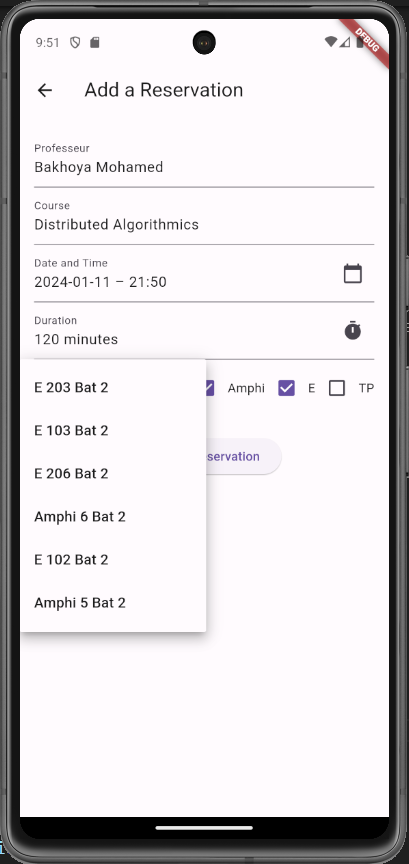 9:51
DEBUG
Add a Reservation
Professeur
Bakhoya Mohamed
Course
Distributed Algorithmics
Date and Time
2024-01-11 – 21:50
Duration
120 minutes
Amphi E TP
E 203 Bat 2
E 103 Bat 2
servation
E 206 Bat 2
Amphi 6 Bat 2
E 102 Bat 2
Amphi 5 Bat 2